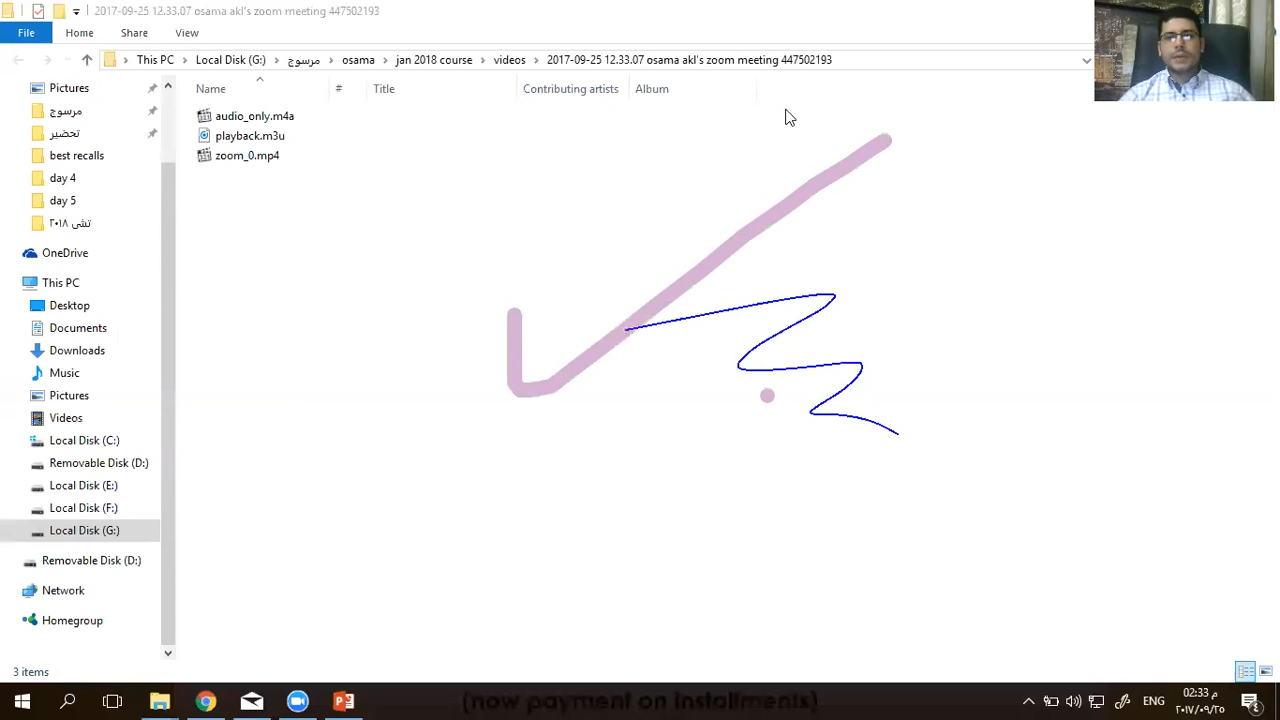 2017-09-25 12.33.07 osama akl's zoom meeting 447502193
File Home Share View
This PC Local Disk (G:) مرسوج osama jan 2018 course videos 2017-09-25 12.33.07 osama akl's zoom meeting 447502193
Name # Title Contributing artists Album
audio_only.m4a
playback.m3u
zoom_0.mp4
Pictures
مرسوج
تحضير
best recalls
day 4
day 5
تشى ٢٠١٨
OneDrive
This PC
Desktop
Documents
Downloads
Music
Pictures
Videos
Local Disk (C:)
Removable Disk (D:)
Local Disk (E:)
Local Disk (F:)
Local Disk (G:)
Removable Disk (D:)
Network
Homegroup
3 items
(now payment on installments)
ENG
02:33 م
٢٠١٧/٠٩/٢٥